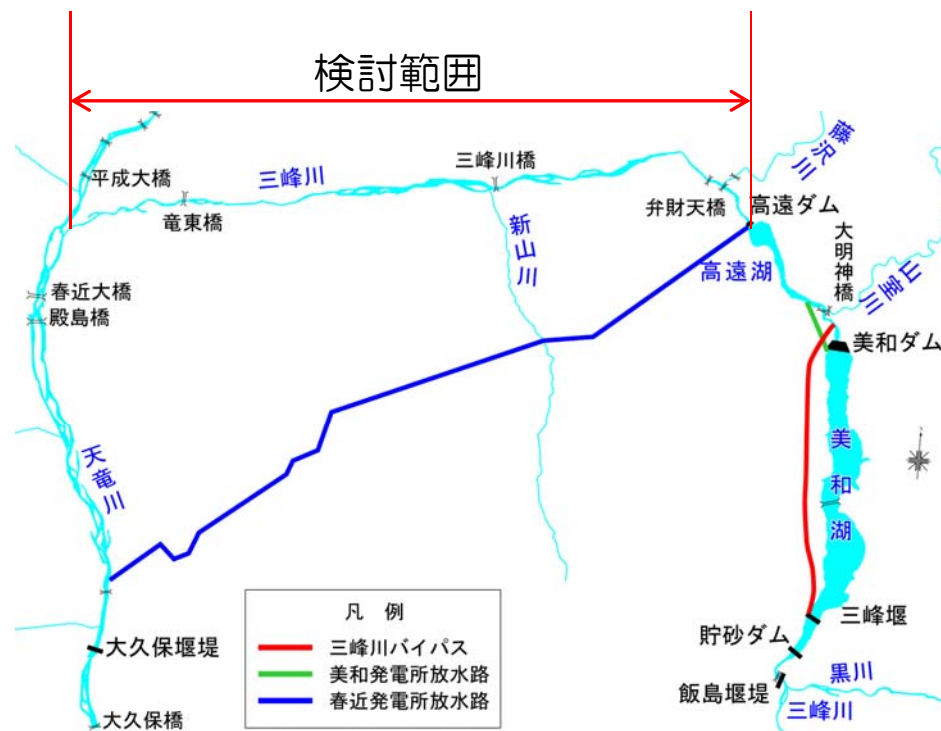 検討範囲
藤沢川
平成大橋
三峰川
三峰川橋
竜東橋
弁財天橋
高遠ダム
新山川
高遠湖
大明神橋
山室川
春近大橋
殿島橋
美和ダム
美和湖
天竜川
凡 例
三峰川バイパス
美和発電所放水路
春近発電所放水路
三峰堰
貯砂ダム
大久保堰堤
飯島堰堤
黒川
三峰川
大久保橋